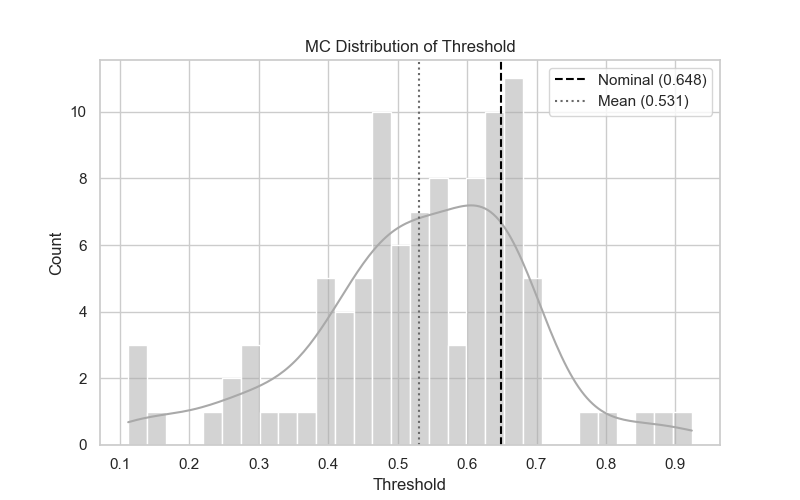 MC Distribution of Threshold
Nominal (0.648)
Mean (0.531)
Count
10
8
6
4
2
0
0.1 0.2 0.3 0.4 0.5 0.6 0.7 0.8 0.9
Threshold